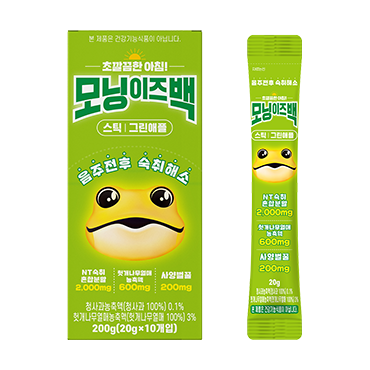 본 제품은 건강기능식품이 아닙니다.
초깔끔한 아침!
모닝이즈백
스틱 | 그린애플
음주전후 숙취해소
NT숙취
혼합분말
2,000mg
헛개나무열매
농축액
600mg
사양벌꿀
200mg
청사과농축액(청사과 100%) 0.1%
헛개나무열매농축액(헛개나무 100%) 3%
200g(20g×10개입)
음주전후 숙취해소
초깔끔한 아침!
모닝이즈백
스틱 | 그린애플
NT숙취
혼합분말
2,000mg
헛개나무열매
농축액
600mg
사양벌꿀
200mg
20g